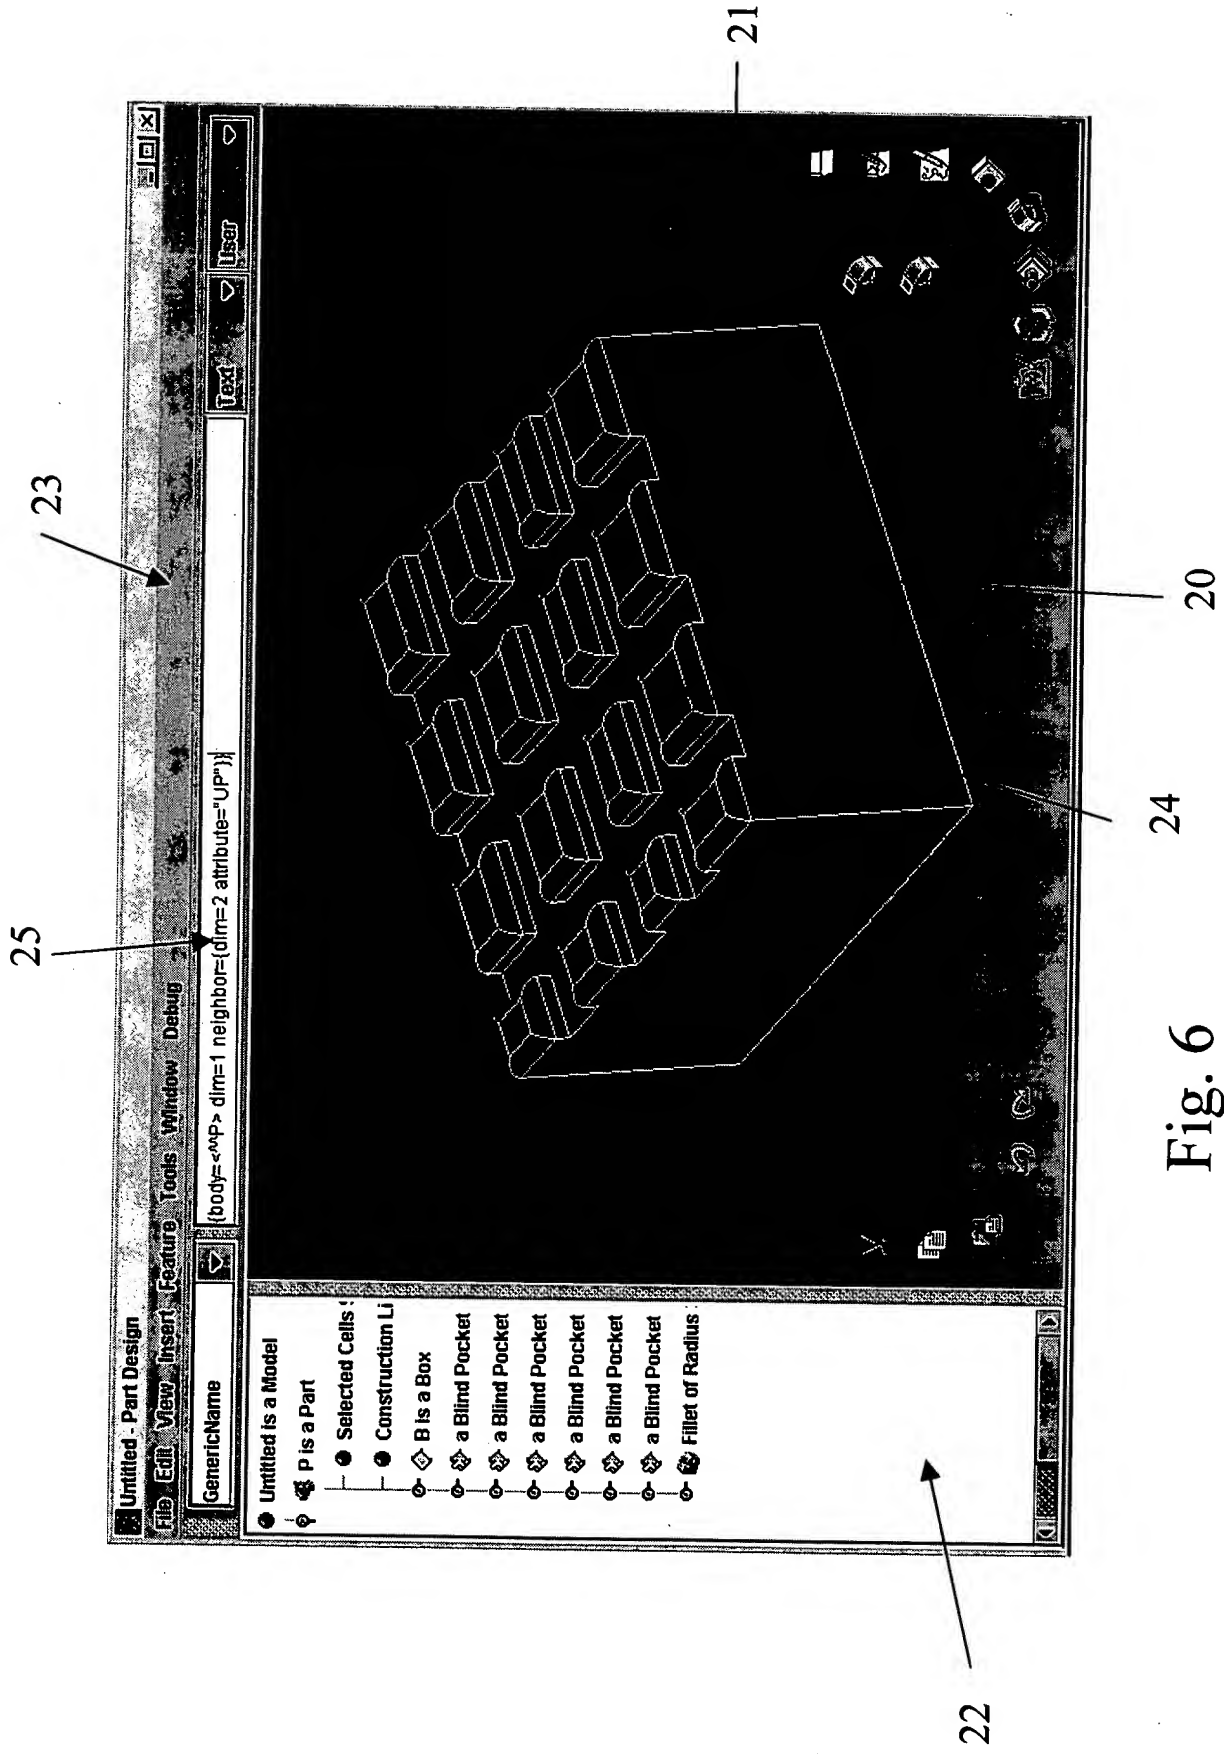 Untitled - Part Design
File Edit View Insert Feature Tools Window Debug
GenericName
{body=<^^P> dim=1 neighbor={dim=2 attribute="UP"}}
Text
User
Untitled is a Model
P is a Part
Selected Cells S
Construction Li
B is a Box
a Blind Pocket
a Blind Pocket
a Blind Pocket
a Blind Pocket
a Blind Pocket
a Blind Pocket
Fillet of Radius
21
23
25
20
24
22
Fig. 6